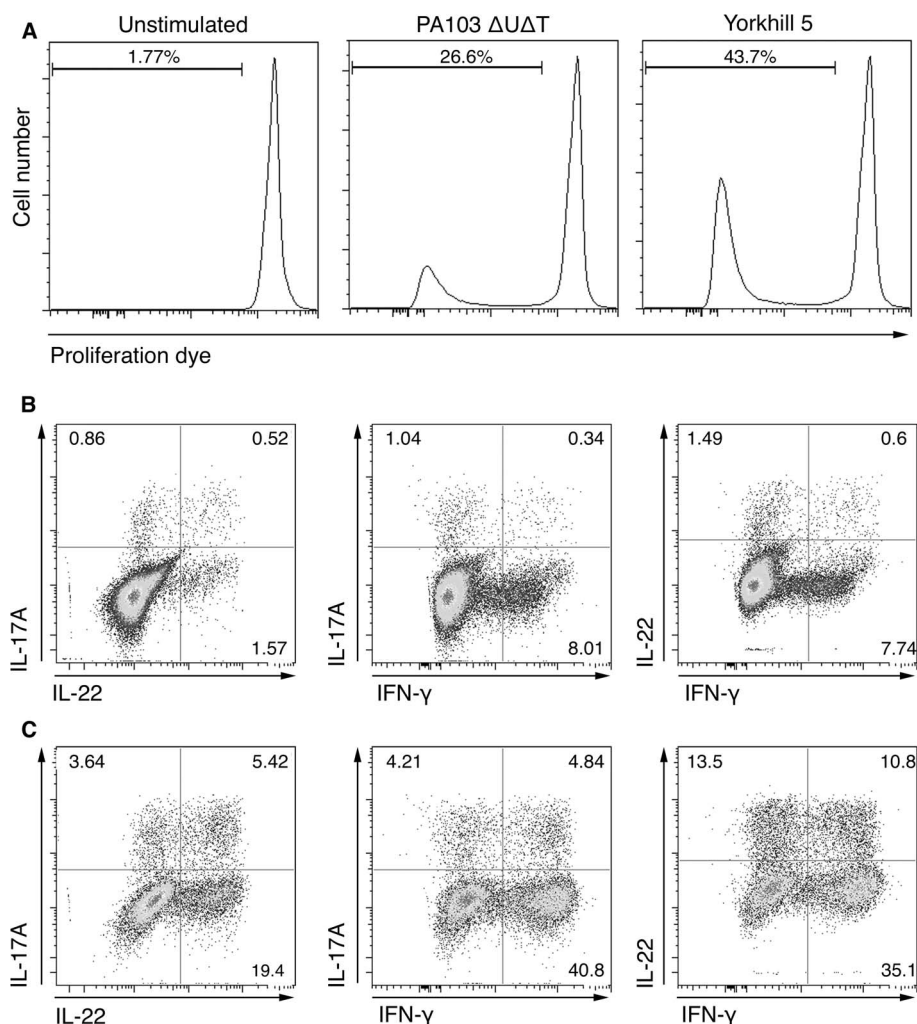 A
Unstimulated
PA103 ΔUΔT
Yorkhill 5
1.77%
26.6%
43.7%
Cell number
Proliferation dye
B
0.86
0.52
1.57
IL-17A
IL-22
1.04
0.34
8.01
IL-17A
IFN-γ
1.49
0.6
7.74
IL-22
IFN-γ
C
3.64
5.42
19.4
IL-17A
IL-22
4.21
4.84
40.8
IL-17A
IFN-γ
13.5
10.8
35.1
IL-22
IFN-γ